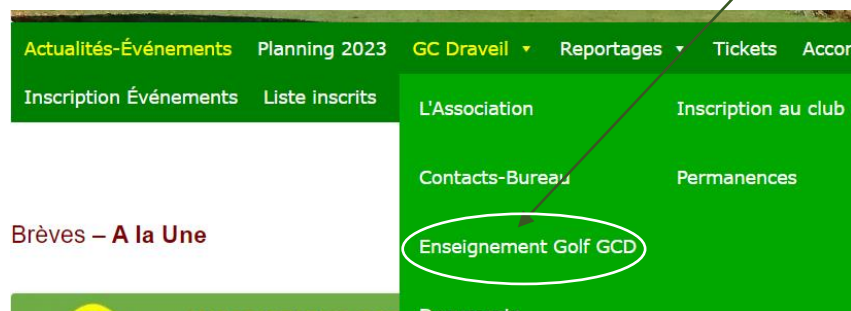 Actualités-Événements Planning 2023 GC Draveil Reportages Tickets
Inscription Événements Liste inscrits
L'Association Inscription au club
Contacts-Bureau Permanences
Enseignement Golf GCD
Brèves – A la Une